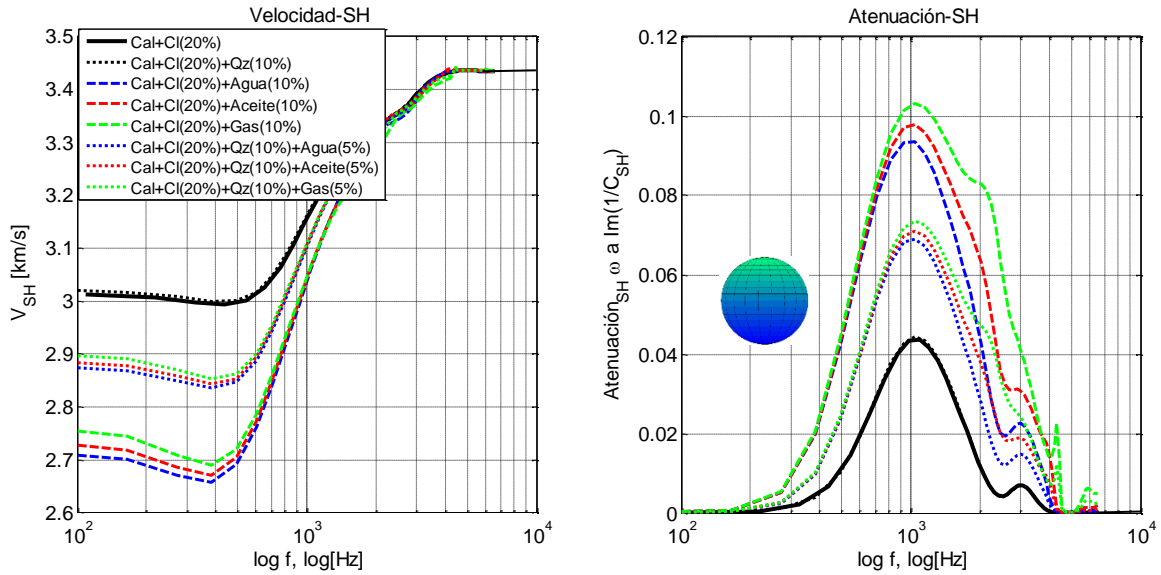 Velocidad-SH
3.5
3.4
3.3
3.2
3.1
3
2.9
2.8
2.7
2.6
V_SH [km/s]
Cal+Cl(20%)
Cal+Cl(20%)+Qz(10%)
Cal+Cl(20%)+Agua(10%)
Cal+Cl(20%)+Aceite(10%)
Cal+Cl(20%)+Gas(10%)
Cal+Cl(20%)+Qz(10%)+Agua(5%)
Cal+Cl(20%)+Qz(10%)+Aceite(5%)
Cal+Cl(20%)+Qz(10%)+Gas(5%)
10^2
10^3
10^4
log f, log[Hz]
Atenuación-SH
0.12
0.1
0.08
0.06
0.04
0.02
0
Atenuación_SH ω a Im(1/C_SH)
10^2
10^3
10^4
log f, log[Hz]